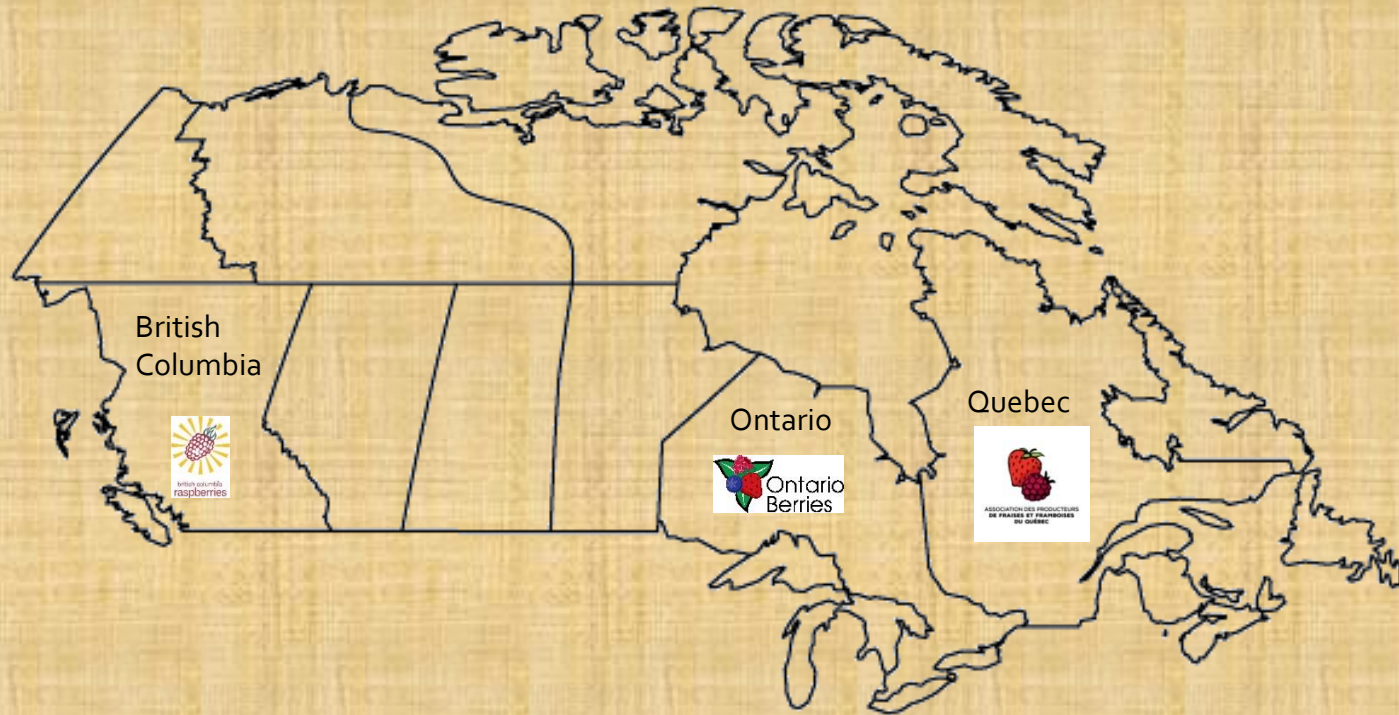 British
Columbia
british columbia
raspberries
Ontario
Ontario
Berries
Quebec
ASSOCIATION DES PRODUCTEURS
DE FRAISES ET FRAMBOISES
DU QUÉBEC